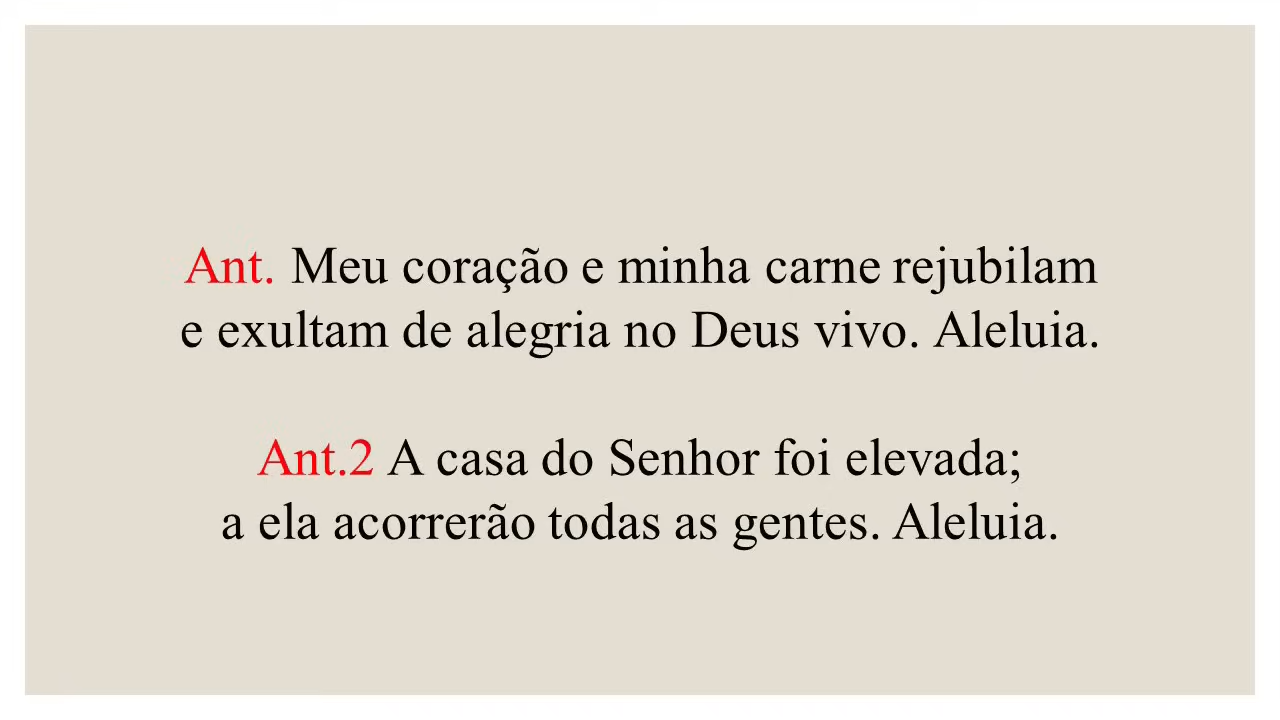 Ant. Meu coração e minha carne rejubilam
e exultam de alegria no Deus vivo. Aleluia.
Ant.2 A casa do Senhor foi elevada;
a ela acorrerão todas as gentes. Aleluia.